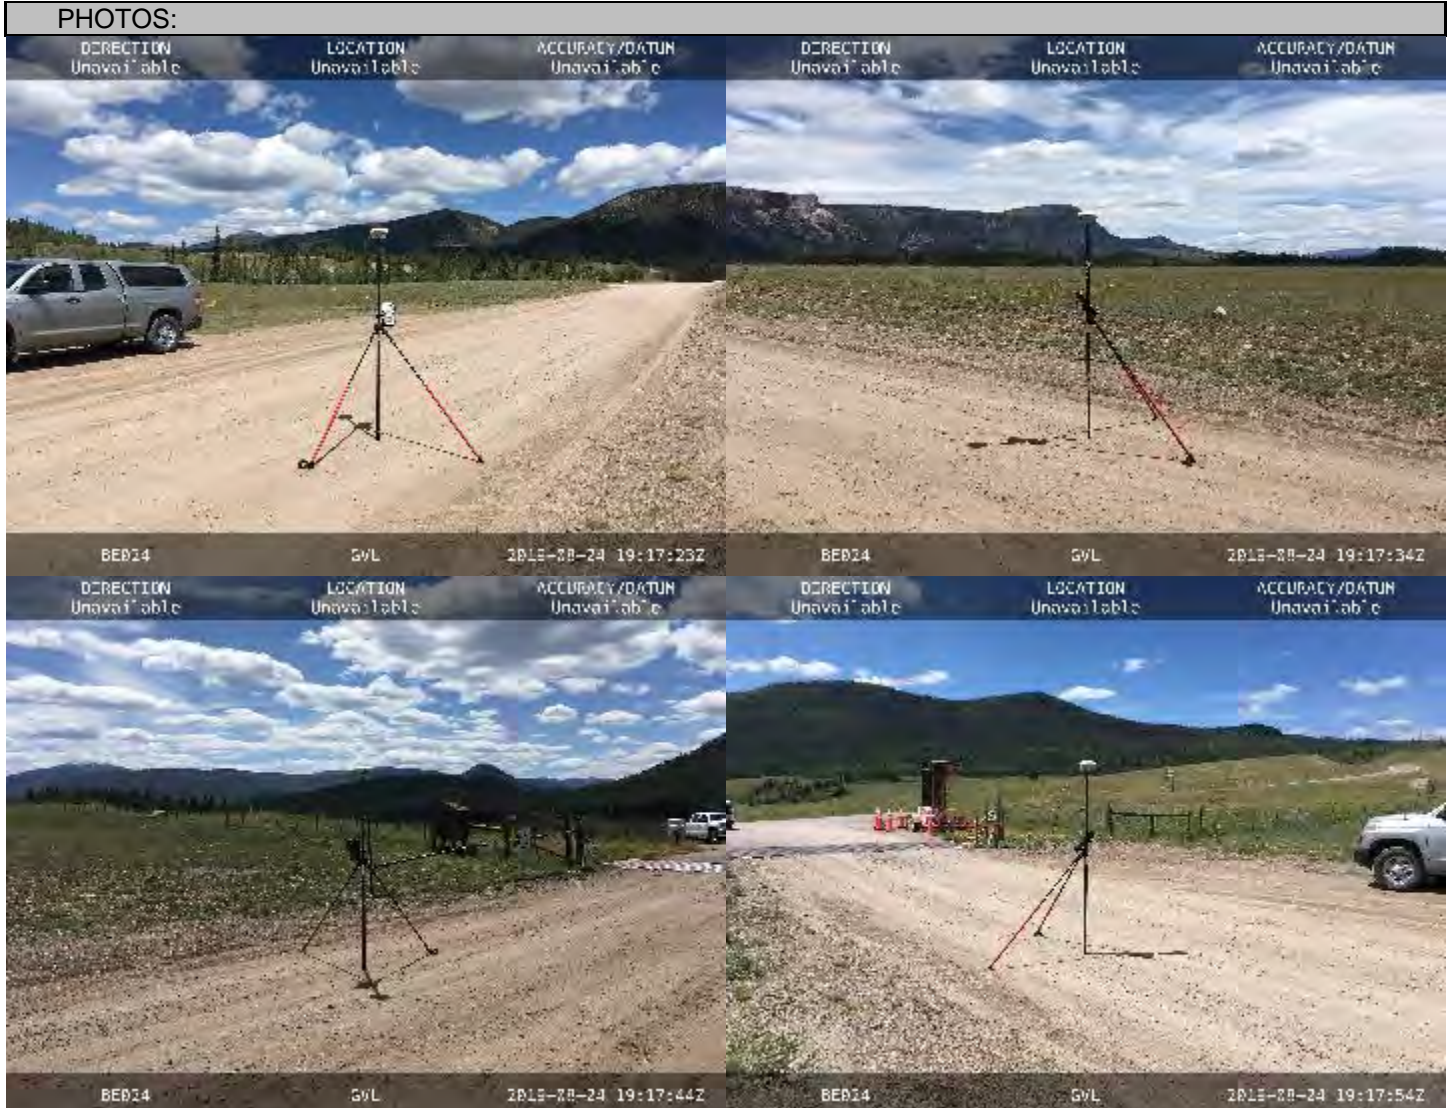 PHOTOS:
DIRECTION LOCATION ACCURACY/DATUM
Unavailable Unavailable Unavailable
DIRECTION LOCATION ACCURACY/DATUM
Unavailable Unavailable Unavailable
BE024 GVL 19:17:23Z
BE024 GVL 19:17:34Z
DIRECTION LOCATION ACCURACY/DATUM
Unavailable Unavailable Unavailable
DIRECTION LOCATION ACCURACY/DATUM
Unavailable Unavailable Unavailable
BE024 GVL 19:17:44Z
BE024 GVL 19:17:54Z